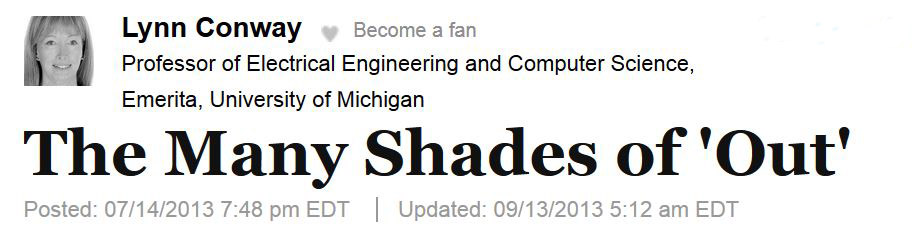 Lynn Conway Become a fan
Professor of Electrical Engineering and Computer Science,
Emerita, University of Michigan
The Many Shades of 'Out'
Posted: 07/14/2013 7:48 pm EDT | Updated: 09/13/2013 5:12 am EDT